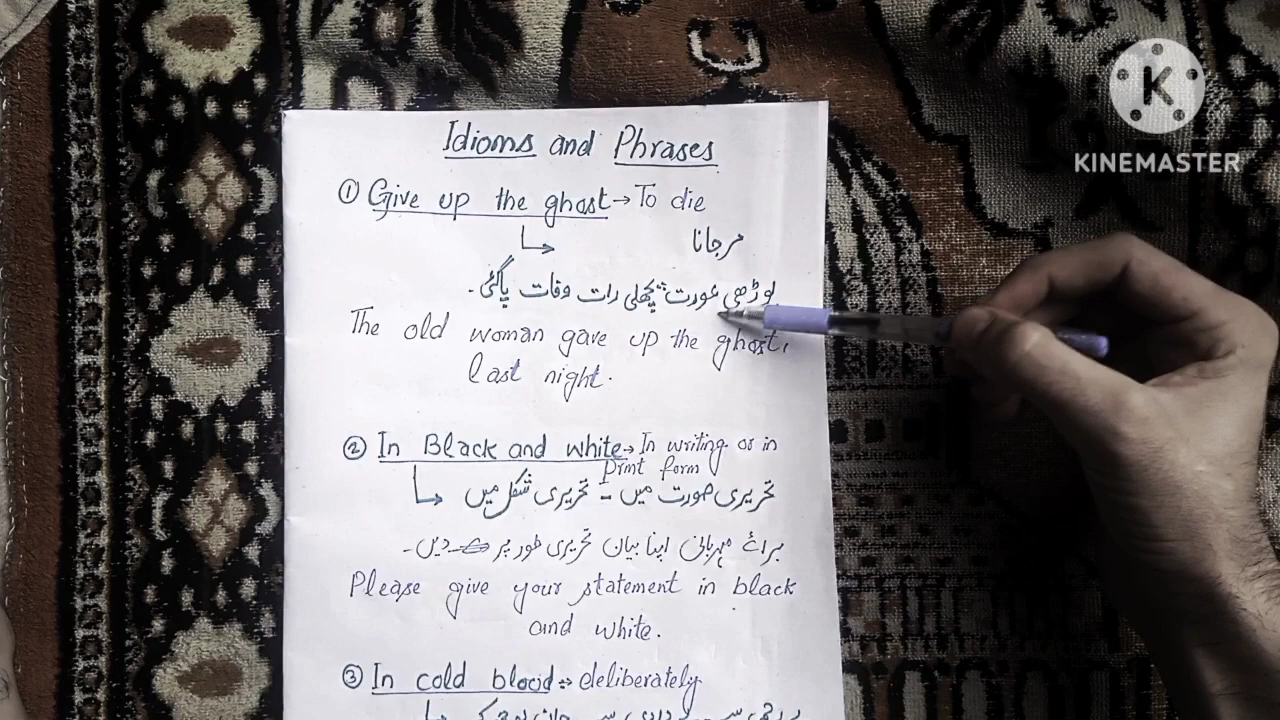 Idioms and Phrases
① Give up the ghost → To die
مرجانا
بوڑھی عورت پچھلی رات وفات پاگئی۔
The old woman gave up the ghost,
last night.
② In Black and white → In writing or in
print form
تحریری صورت میں = تحریری شکل میں
برائے مہربانی اپنا بیان تحریری طور پر دیں۔
Please give your statement in black
and white.
③ In cold blood :- deliberately
K
KINEMASTER